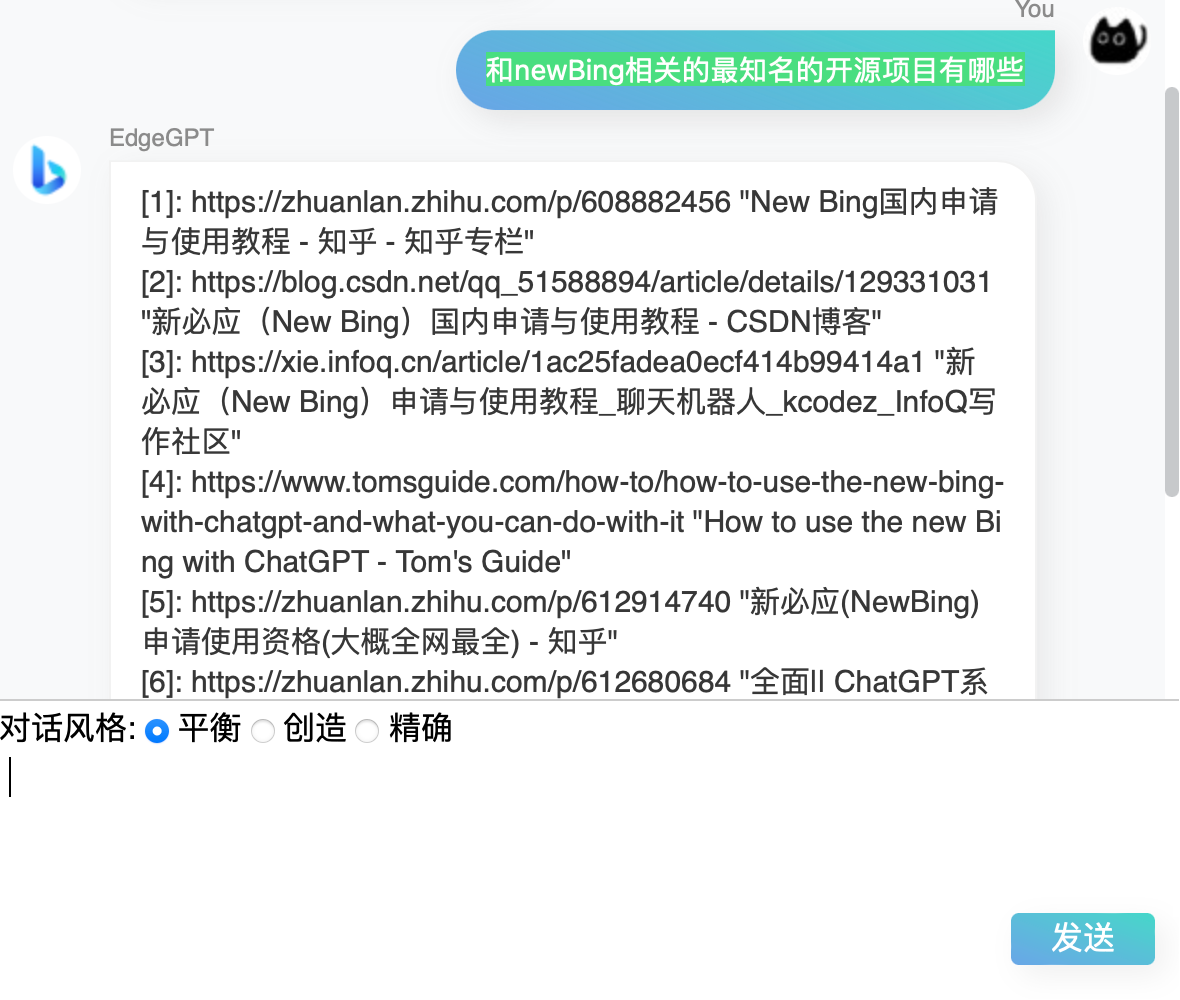 You
和newBing相关的最知名的开源项目有哪些
EdgeGPT
[1]: https://zhuanlan.zhihu.com/p/608882456 "New Bing国内申请
与使用教程 - 知乎 - 知乎专栏"
[2]: https://blog.csdn.net/qq_51588894/article/details/129331031
"新必应（New Bing）国内申请与使用教程 - CSDN博客"
[3]: https://xie.infoq.cn/article/1ac25fadea0ecf414b99414a1 "新
必应（New Bing）申请与使用教程_聊天机器人_kcodez_InfoQ写
作社区"
[4]: https://www.tomsguide.com/how-to/how-to-use-the-new-bing-
with-chatgpt-and-what-you-can-do-with-it "How to use the new Bi
ng with ChatGPT - Tom's Guide"
[5]: https://zhuanlan.zhihu.com/p/612914740 "新必应(NewBing)
申请使用资格(大概全网最全) - 知乎"
[6]: https://zhuanlan.zhihu.com/p/612680684 "全面|| ChatGPT系
对话风格: 平衡 创造 精确
发送